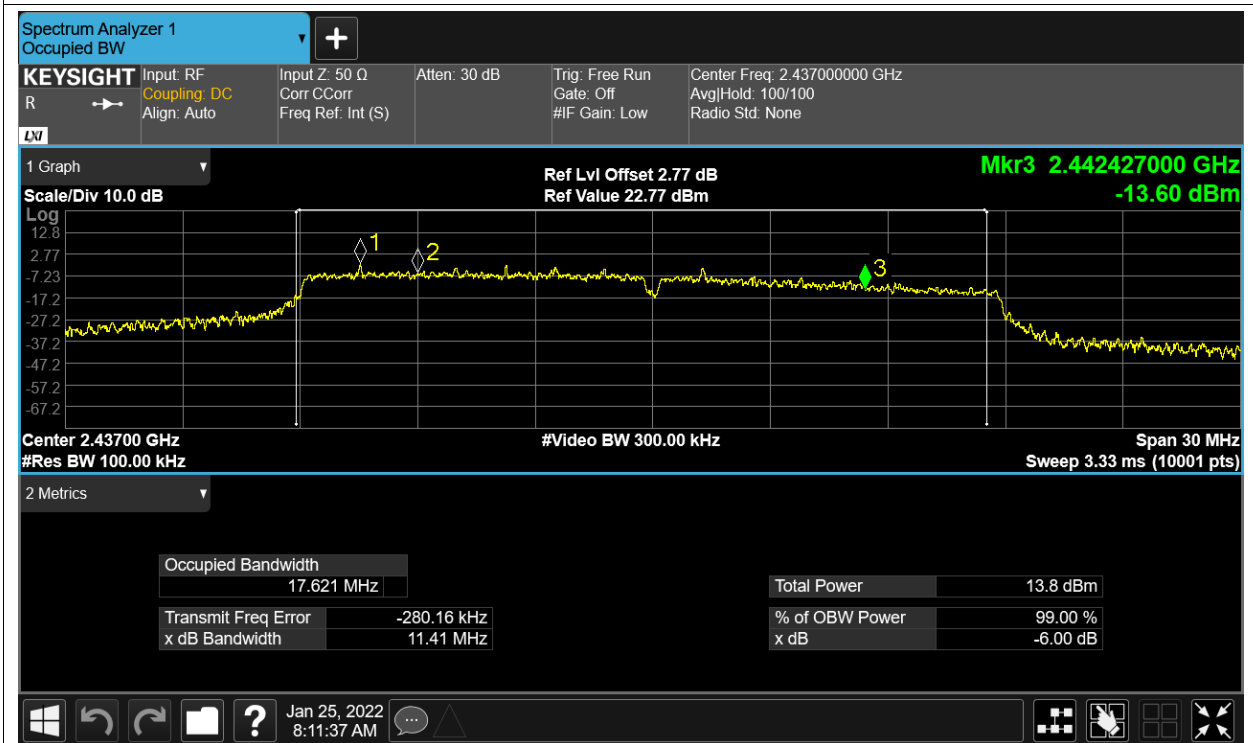 Spectrum Analyzer 1
Occupied BW
KEYSIGHT Input: RF Input Z: 50 Ω Atten: 30 dB Trig: Free Run Center Freq: 2.437000000 GHz
R Coupling: DC Corr CCorr Gate: Off Avg|Hold: 100/100
Align: Auto Freq Ref: Int (S) #IF Gain: Low Radio Std: None
LXI
1 Graph Ref Lvl Offset 2.77 dB Mkr3 2.442427000 GHz
Scale/Div 10.0 dB Ref Value 22.77 dBm -13.60 dBm
Log
12.8
2.77
-7.23
-17.2
-27.2
-37.2
-47.2
-57.2
-67.2
1
2
3
Center 2.43700 GHz #Video BW 300.00 kHz Span 30 MHz
#Res BW 100.00 kHz Sweep 3.33 ms (10001 pts)
2 Metrics
Occupied Bandwidth
17.621 MHz Total Power 13.8 dBm
Transmit Freq Error -280.16 kHz % of OBW Power 99.00 %
x dB Bandwidth 11.41 MHz x dB -6.00 dB
? Jan 25, 2022
8:11:37 AM